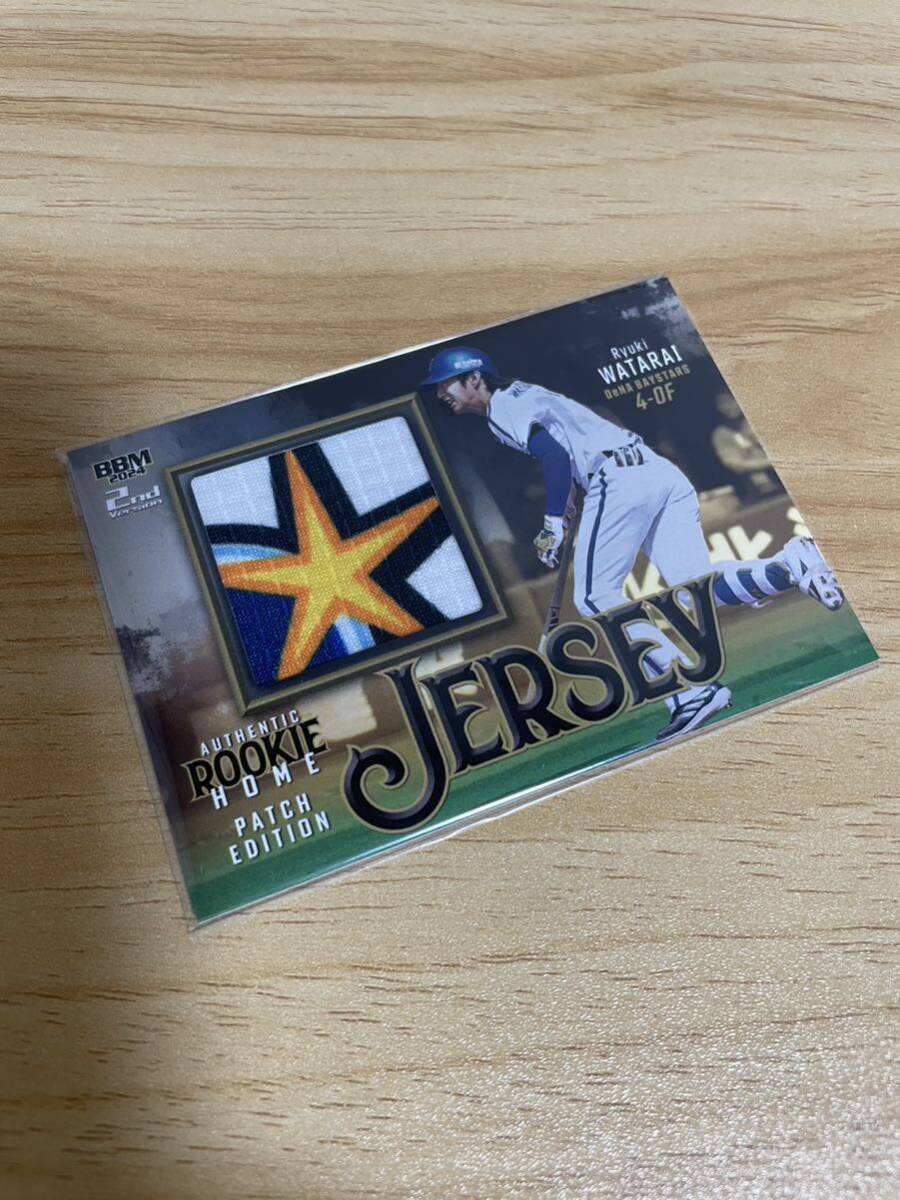 BBM
2024
2nd
Version
Ryuki
WATARAI
DeNA BAYSTARS
4-OF
AUTHENTIC
ROOKIE
HOME
PATCH
EDITION
JERSEY